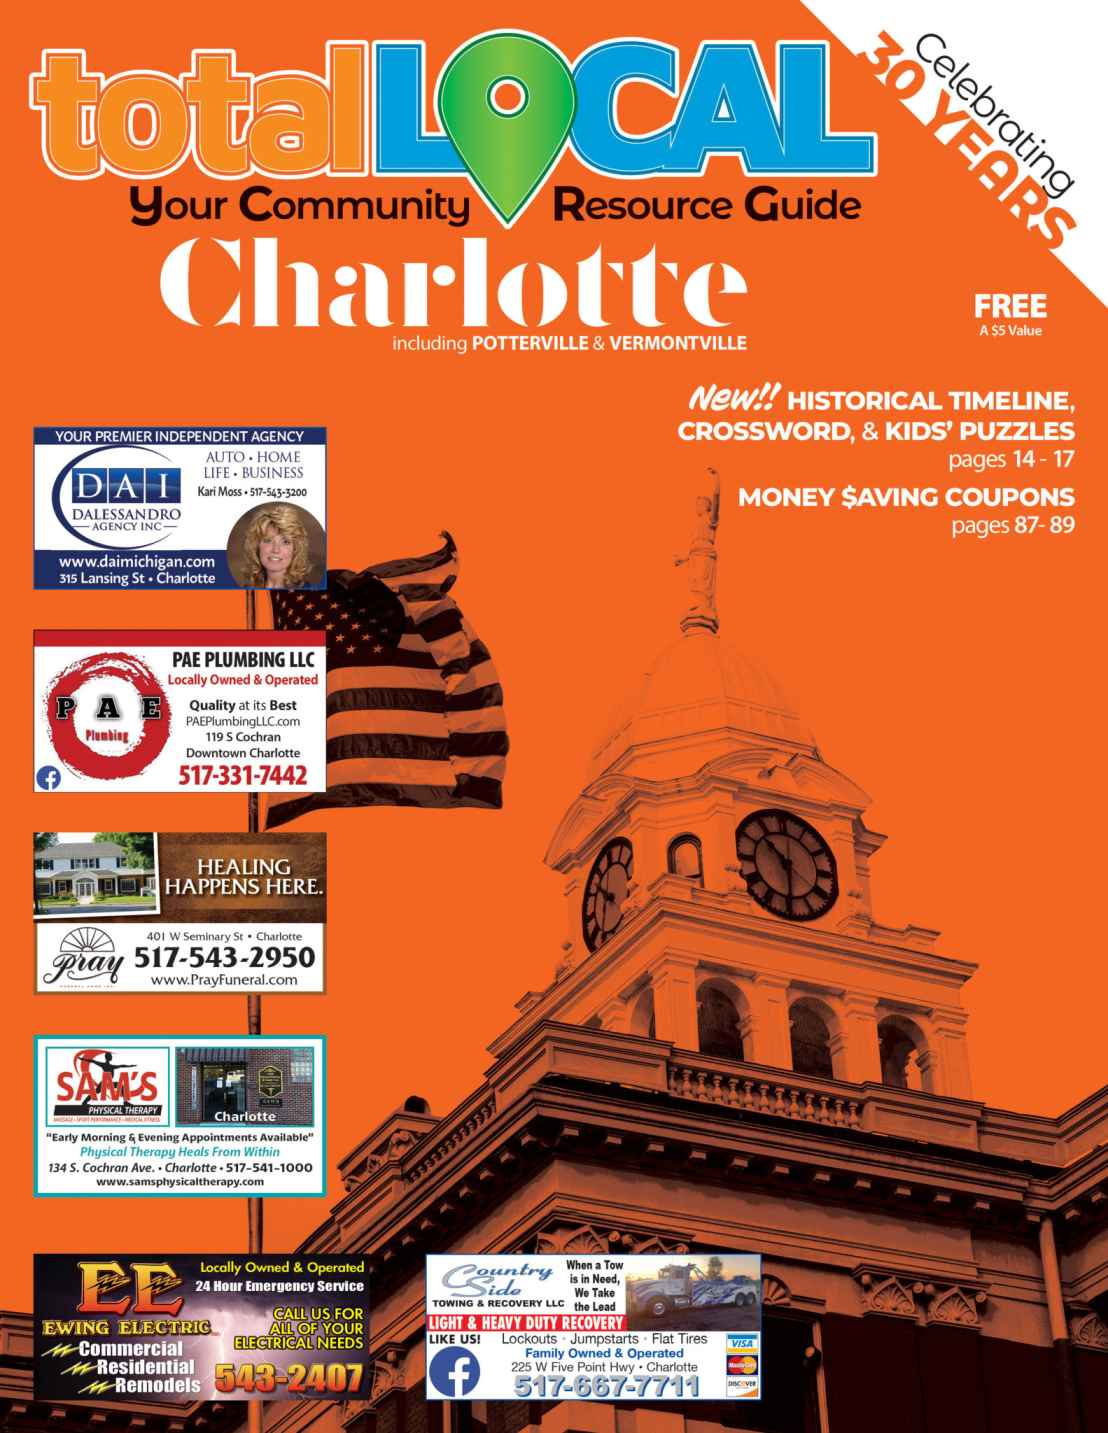 totalLOCAL
Your Community Resource Guide
Celebrating
30 YEARS
Charlotte
including POTTERVILLE & VERMONTVILLE
FREE
A $5 Value
New!! HISTORICAL TIMELINE,
CROSSWORD, & KIDS' PUZZLES
pages 14 - 17
MONEY $AVING COUPONS
pages 87- 89
YOUR PREMIER INDEPENDENT AGENCY
DAI
DALESSANDRO
AGENCY INC
AUTO • HOME
LIFE • BUSINESS
Kari Moss • 517-543-3200
www.daimichigan.com
315 Lansing St • Charlotte
PAE
Plumbing
PAE PLUMBING LLC
Locally Owned & Operated
Quality at its Best
PAEPlumbingLLC.com
119 S Cochran
Downtown Charlotte
517-331-7442
HEALING
HAPPENS HERE.
Pray
401 W Seminary St • Charlotte
517-543-2950
www.PrayFuneral.com
SAM'S
PHYSICAL THERAPY
MASSAGE • SPORT PERFORMANCE • MEDICAL FITNESS
Charlotte
"Early Morning & Evening Appointments Available"
Physical Therapy Heals From Within
134 S. Cochran Ave. • Charlotte • 517-541-1000
www.samsphysicaltherapy.com
EE
EWING ELECTRIC
Commercial
Residential
Remodels
Locally Owned & Operated
24 Hour Emergency Service
CALL US FOR
ALL OF YOUR
ELECTRICAL NEEDS
543-2407
Country
Side
TOWING & RECOVERY LLC
When a Tow
is in Need,
We Take
the Lead
LIGHT & HEAVY DUTY RECOVERY
LIKE US!
Lockouts · Jumpstarts · Flat Tires
Family Owned & Operated
225 W Five Point Hwy • Charlotte
517-667-7711
VISA
MasterCard
DISCOVER